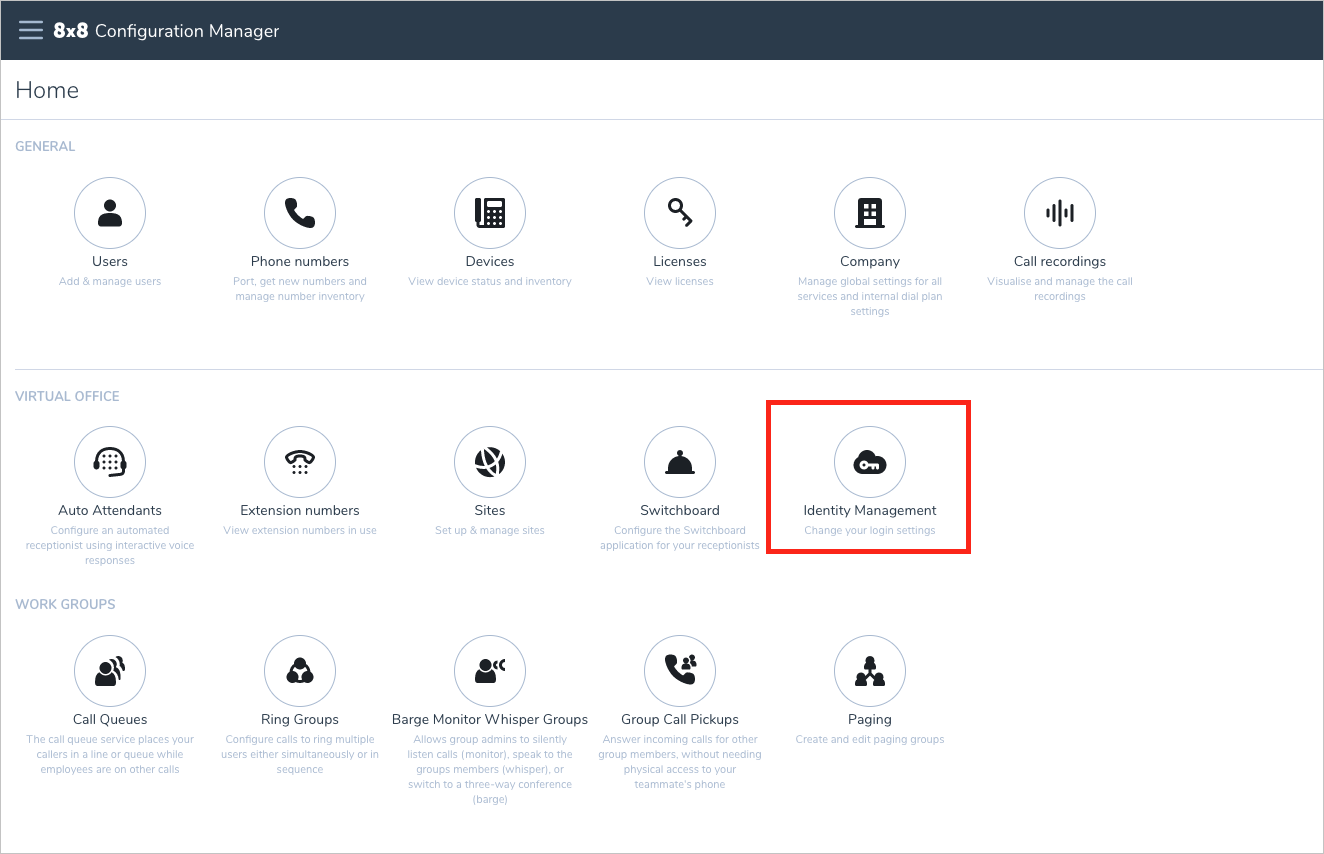 8x8 Configuration Manager
Home
GENERAL
Users
Add & manage users
Phone numbers
Port, get new numbers and
manage number inventory
Devices
View device status and inventory
Licenses
View licenses
Company
Manage global settings for all
services and internal dial plan
settings
Call recordings
Visualise and manage the call
recordings
VIRTUAL OFFICE
Auto Attendants
Configure an automated
receptionist using interactive voice
responses
Extension numbers
View extension numbers in use
Sites
Set up & manage sites
Switchboard
Configure the Switchboard
application for your receptionists
Identity Management
Change your login settings
WORK GROUPS
Call Queues
The call queue service places your
callers in a line or queue while
employees are on other calls
Ring Groups
Configure calls to ring multiple
users either simultaneously or in
sequence
Barge Monitor Whisper Groups
Allows group admins to silently
listen calls (monitor), speak to the
groups members (whisper), or
switch to a three-way conference
(barge)
Group Call Pickups
Answer incoming calls for other
group members, without needing
physical access to your
teammate's phone
Paging
Create and edit paging groups